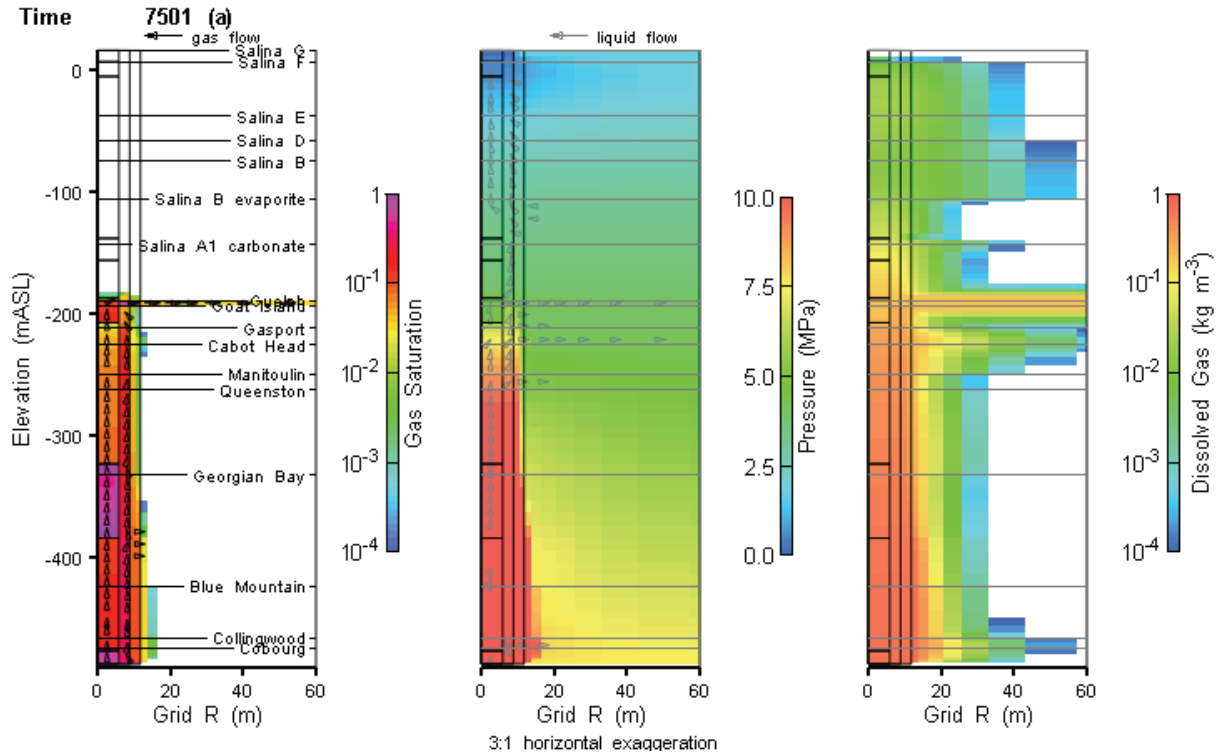 Time 7501 (a)
gas flow
liquid flow
Salina G
Salina F
Salina E
Salina D
Salina B
Salina B evaporite
Salina A1 carbonate
Guelph
Goat Island
Gasport
Cabot Head
Manitoulin
Queenston
Georgian Bay
Blue Mountain
Collingwood
Cobourg
Elevation (mASL)
0
-100
-200
-300
-400
0 20 40 60
Grid R (m)
1
10-1
10-2
10-3
10-4
Gas Saturation
0 20 40 60
Grid R (m)
3:1 horizontal exaggeration
10.0
7.5
5.0
2.5
0.0
Pressure (MPa)
0 20 40 60
Grid R (m)
1
10-1
10-2
10-3
10-4
Dissolved Gas (kg m-3)